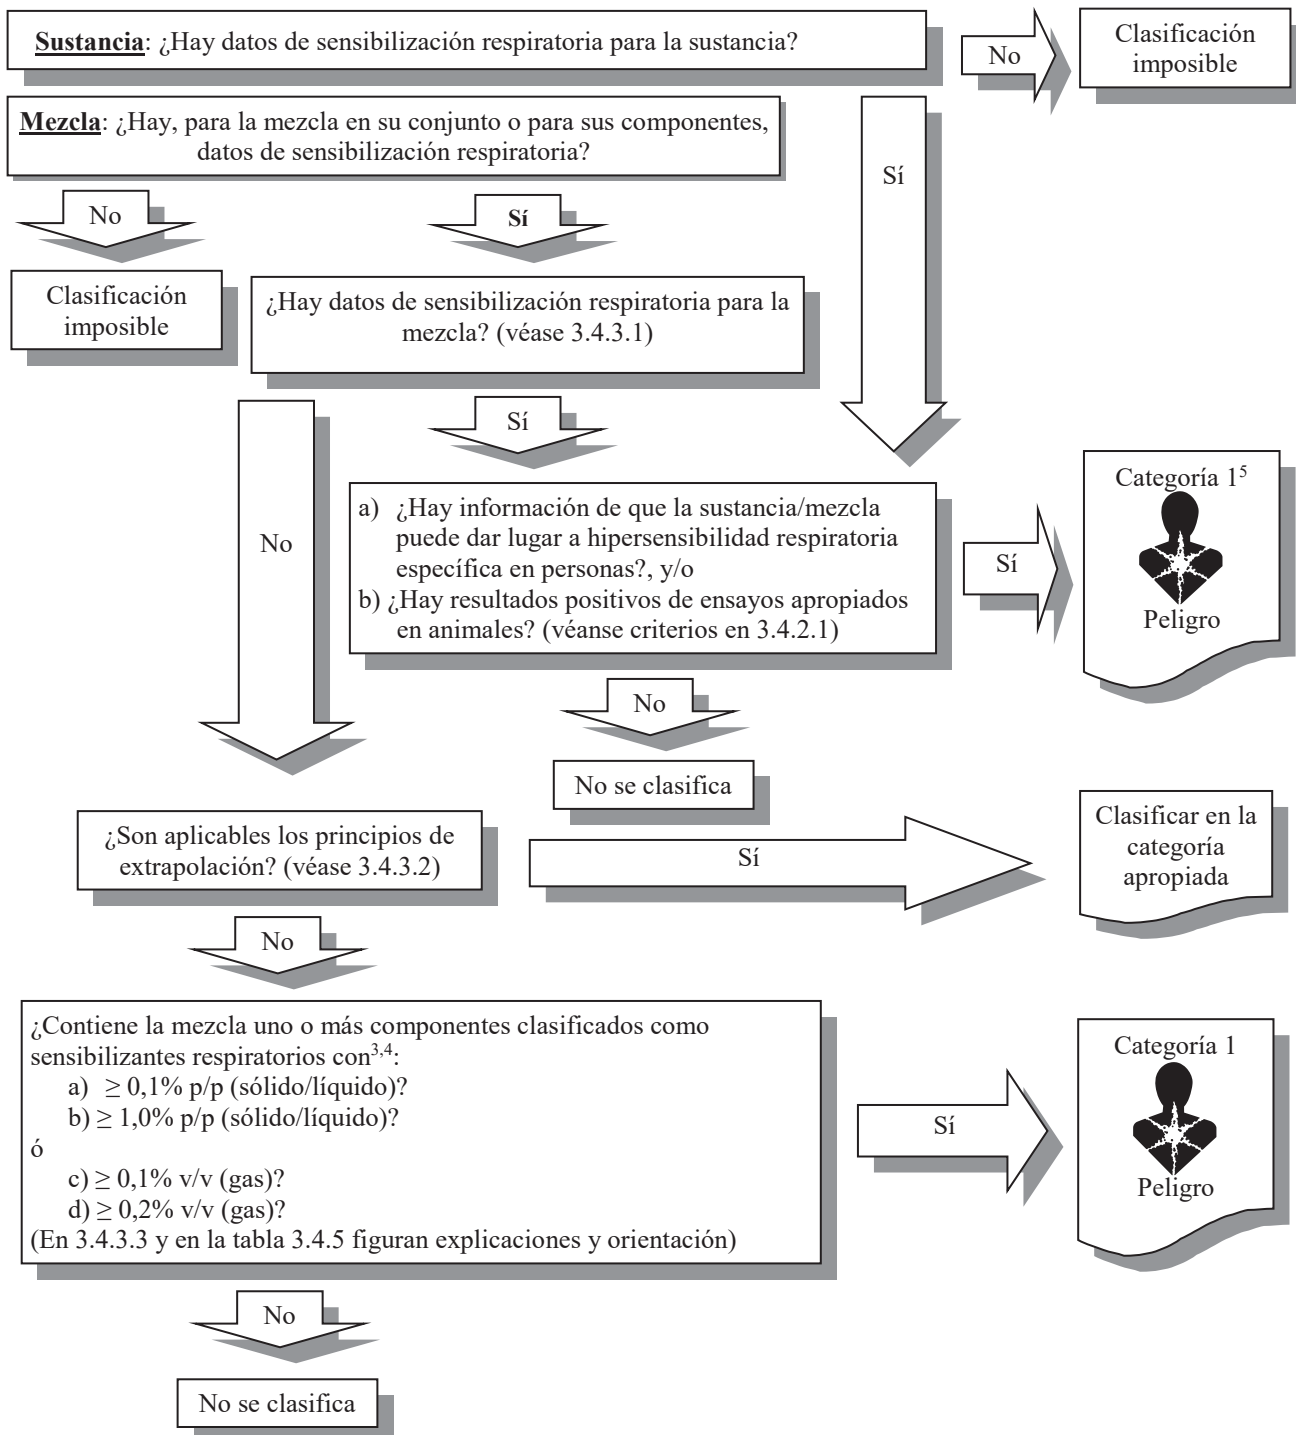 Sustancia: ¿Hay datos de sensibilización respiratoria para la sustancia?
No
Clasificación
imposible
Mezcla: ¿Hay, para la mezcla en su conjunto o para sus componentes,
datos de sensibilización respiratoria?
Sí
No
Sí
Clasificación
imposible
¿Hay datos de sensibilización respiratoria para la
mezcla? (véase 3.4.3.1)
No
Sí
a) ¿Hay información de que la sustancia/mezcla
puede dar lugar a hipersensibilidad respiratoria
específica en personas?, y/o
b) ¿Hay resultados positivos de ensayos apropiados
en animales? (véanse criterios en 3.4.2.1)
Sí
Categoría 1⁵
Peligro
No
No se clasifica
¿Son aplicables los principios de
extrapolación? (véase 3.4.3.2)
Sí
Clasificar en la
categoría
apropiada
No
¿Contiene la mezcla uno o más componentes clasificados como
sensibilizantes respiratorios con³,⁴:
a) ≥ 0,1% p/p (sólido/líquido)?
b) ≥ 1,0% p/p (sólido/líquido)?
ó
c) ≥ 0,1% v/v (gas)?
d) ≥ 0,2% v/v (gas)?
(En 3.4.3.3 y en la tabla 3.4.5 figuran explicaciones y orientación)
Sí
Categoría 1
Peligro
No
No se clasifica